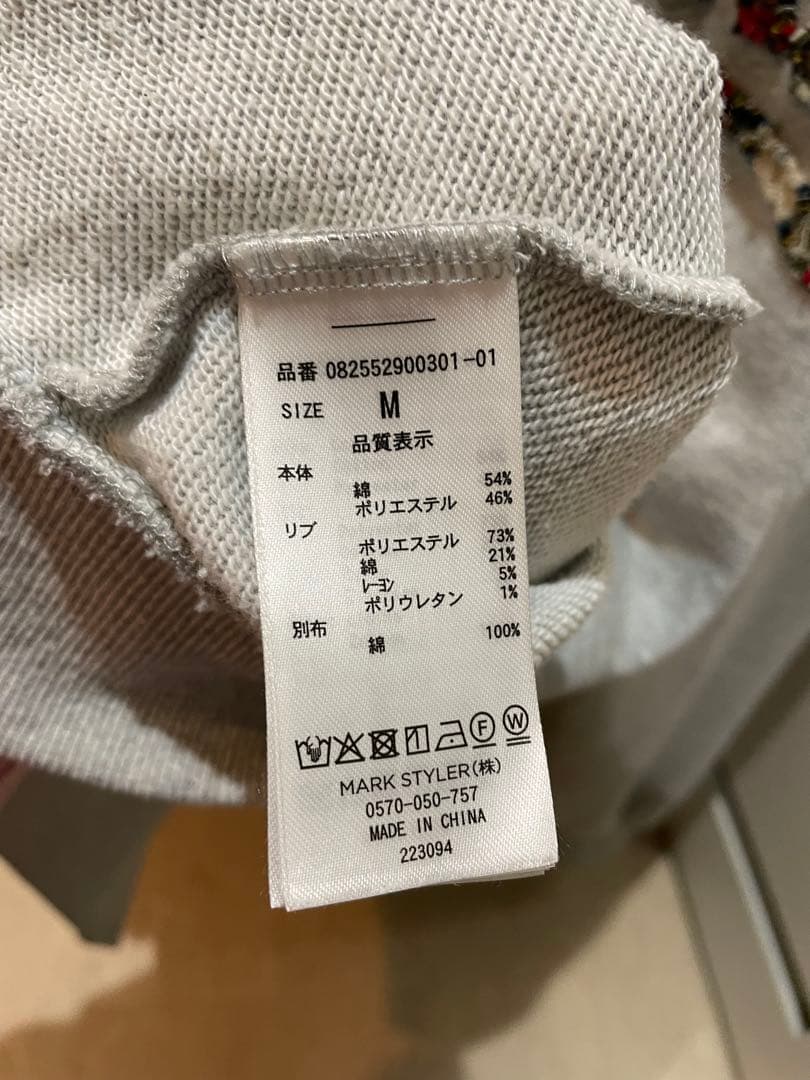 品番 082552900301-01
SIZE M
品質表示
本体
綿 54%
ポリエステル 46%
リブ
ポリエステル 73%
綿 21%
レーヨン 5%
ポリウレタン 1%
別布
綿 100%
F W
MARK STYLER(株)
0570-050-757
MADE IN CHINA
223094